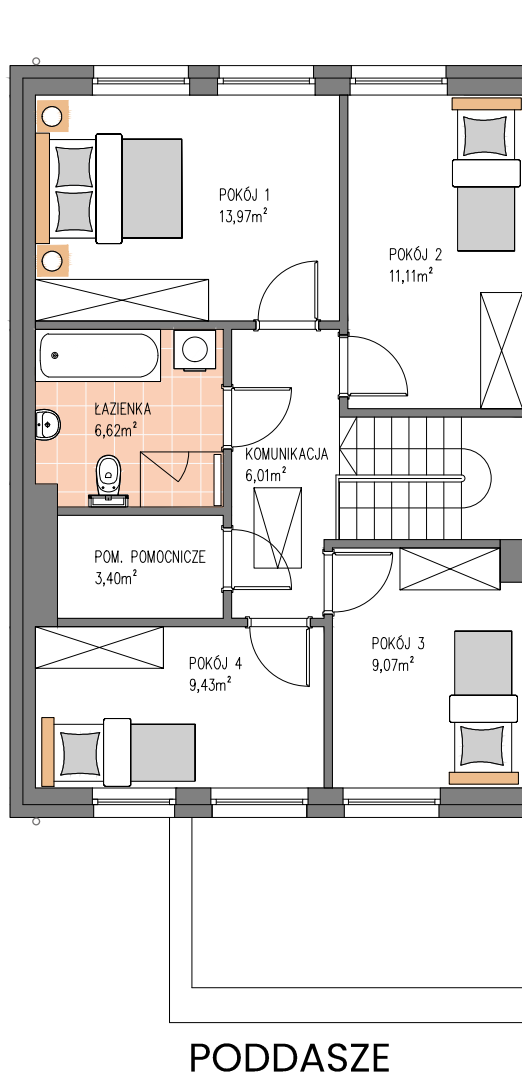 POKÓJ 1
13,97m²
POKÓJ 2
11,11m²
ŁAZIENKA
6,62m²
KOMUNIKACJA
6,01m²
POM. POMOCNICZE
3,40m²
POKÓJ 3
9,07m²
POKÓJ 4
9,43m²
PODDASZE